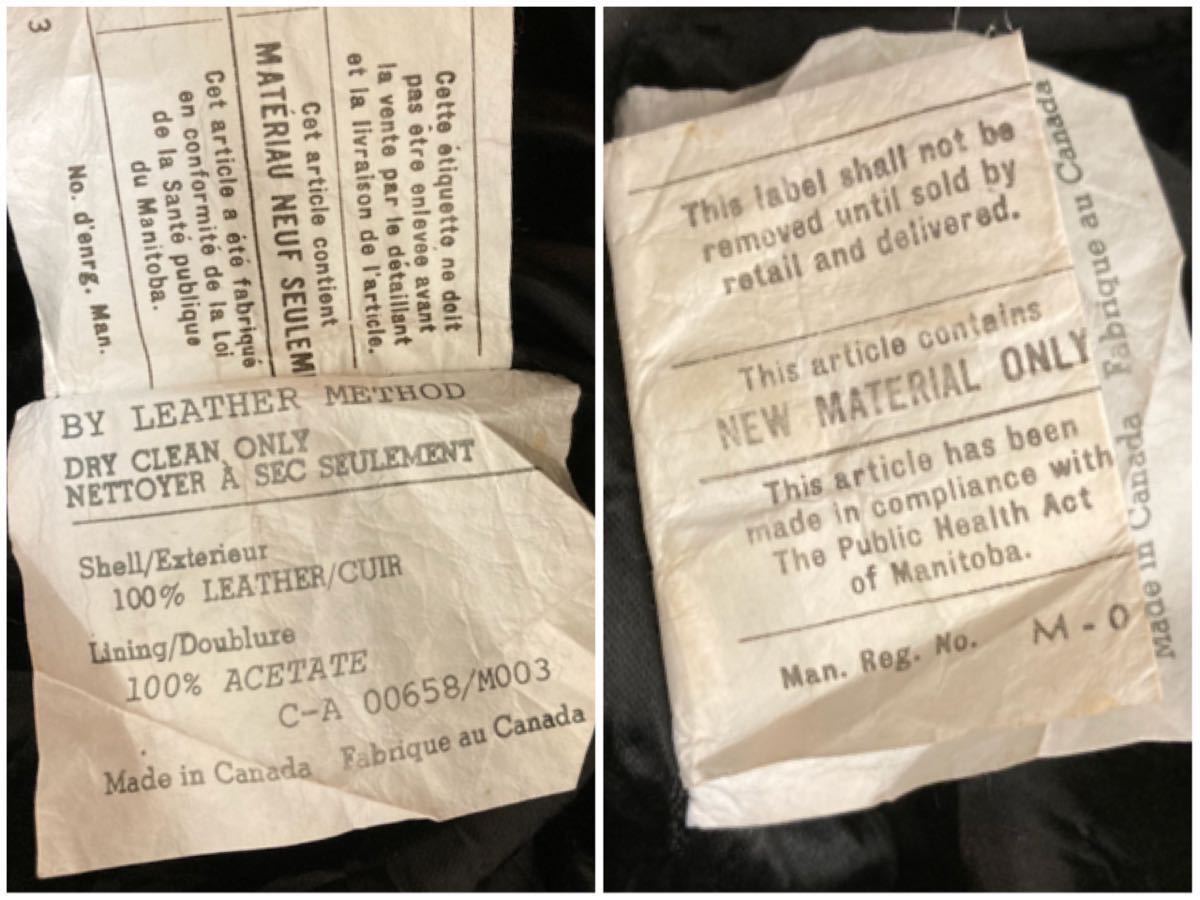 3
Cette étiquette ne doit
pas être enlevée avant
la vente par le détaillant
et la livraison de l'article.
Cet article contient
MATÉRIAU NEUF SEULEM
Cet article a été fabriqué
en conformité de la Loi
de la Santé publique
du Manitoba.
No. d'enrg. Man.
BY LEATHER METHOD
DRY CLEAN ONLY
NETTOYER À SEC SEULEMENT
Shell/Exterieur
100% LEATHER/CUIR
Lining/Doublure
100% ACETATE
C-A 00658/M003
Made in Canada Fabrique au Canada
This label shall not be
removed until sold by
retail and delivered.
This article contains
NEW MATERIAL ONLY
This article has been
made in compliance with
The Public Health Act
of Manitoba.
Man. Reg. No. M-0
Made in Canada Fabrique au Canada